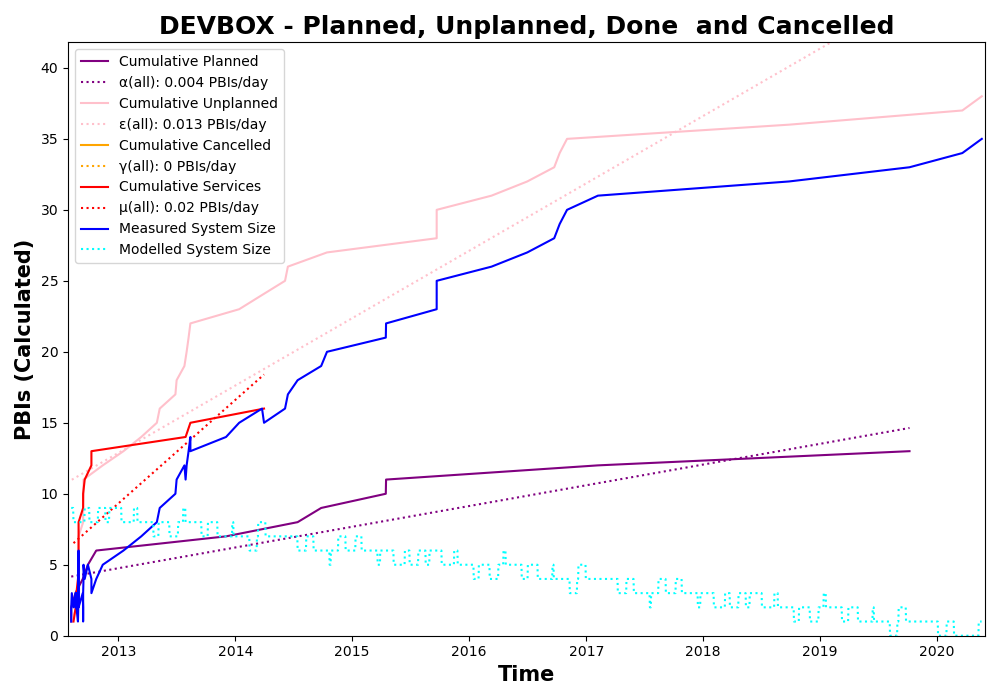 DEVBOX - Planned, Unplanned, Done  and Cancelled
PBIs (Calculated)
40
35
30
25
20
15
10
5
0
Cumulative Planned
α(all): 0.004 PBIs/day
Cumulative Unplanned
ε(all): 0.013 PBIs/day
Cumulative Cancelled
γ(all): 0 PBIs/day
Cumulative Services
μ(all): 0.02 PBIs/day
Measured System Size
Modelled System Size
2013 2014 2015 2016 2017 2018 2019 2020
Time